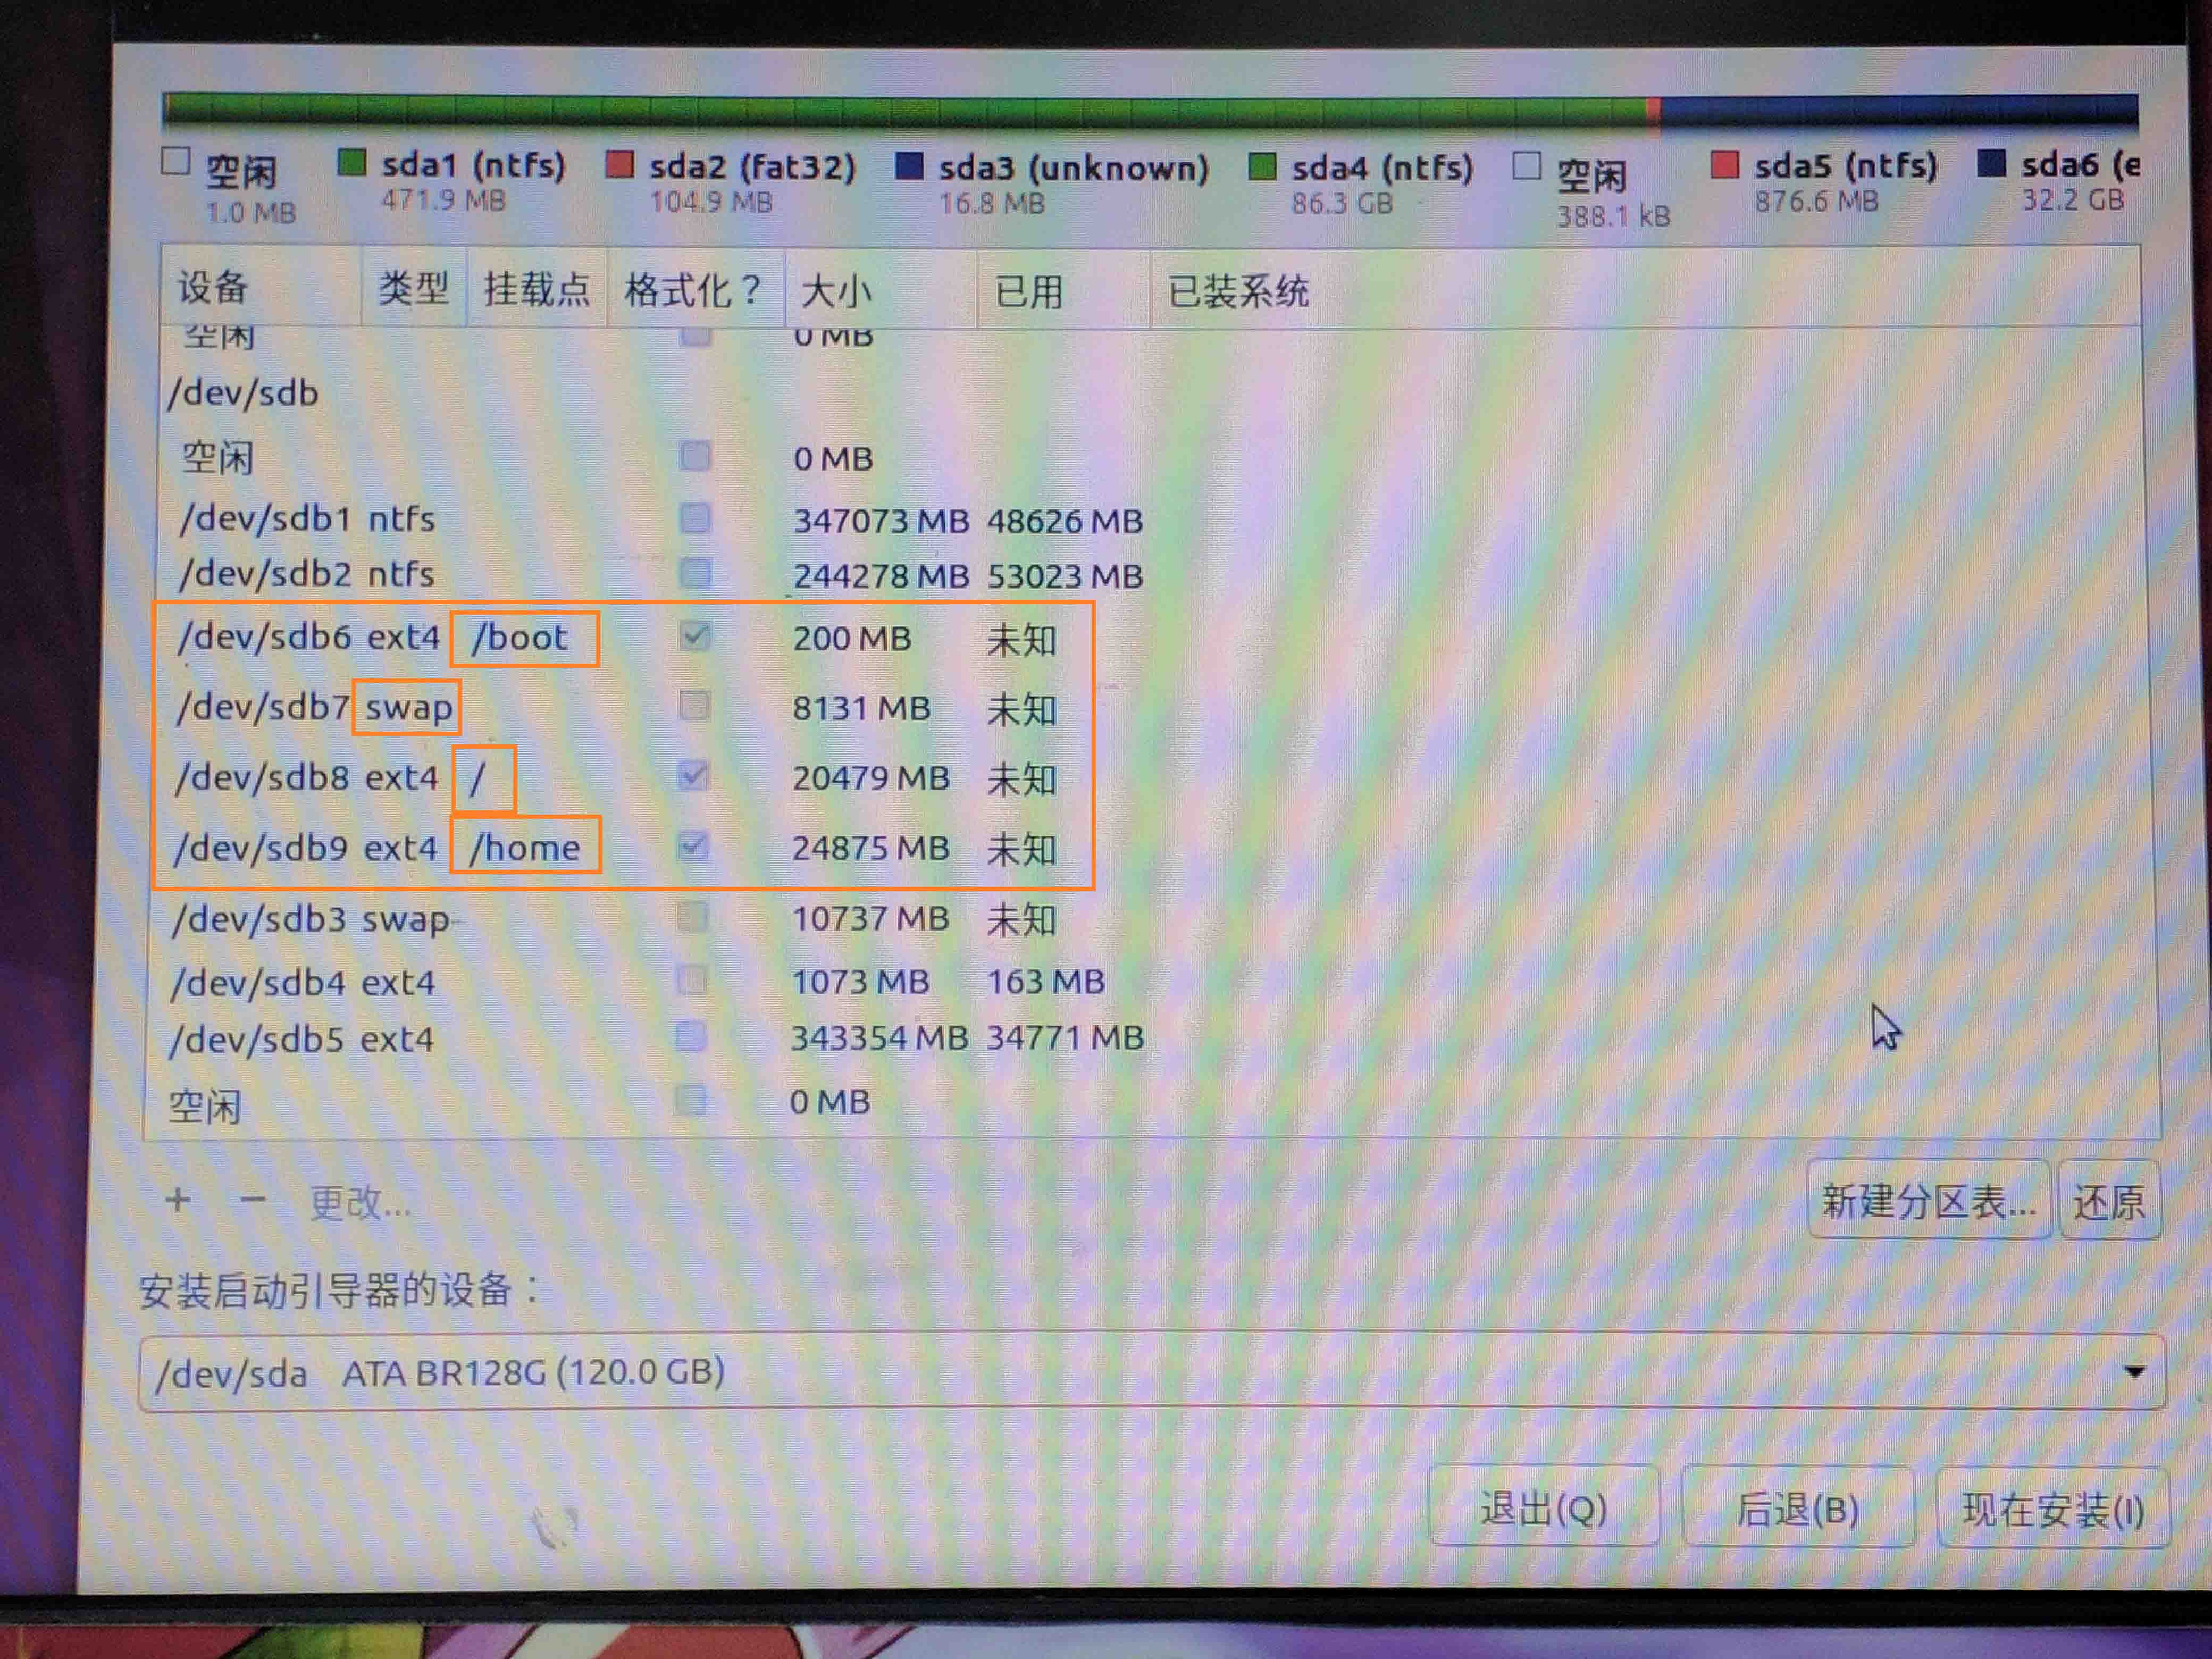 空闲 sda1 (ntfs) sda2 (fat32) sda3 (unknown) sda4 (ntfs) 空闲 sda5 (ntfs) sda6 (e
1.0 MB 471.9 MB 104.9 MB 16.8 MB 86.3 GB 388.1 kB 876.6 MB 32.2 GB
设备 类型 挂载点 格式化？ 大小 已用 已装系统
空闲 0 MB
/dev/sdb
空闲 0 MB
/dev/sdb1 ntfs 347073 MB 48626 MB
/dev/sdb2 ntfs 244278 MB 53023 MB
/dev/sdb6 ext4 /boot 200 MB 未知
/dev/sdb7 swap 8131 MB 未知
/dev/sdb8 ext4 / 20479 MB 未知
/dev/sdb9 ext4 /home 24875 MB 未知
/dev/sdb3 swap 10737 MB 未知
/dev/sdb4 ext4 1073 MB 163 MB
/dev/sdb5 ext4 343354 MB 34771 MB
空闲 0 MB
+ − 更改... 新建分区表... 还原
安装启动引导器的设备：
/dev/sda ATA BR128G (120.0 GB)
退出(Q) 后退(B) 现在安装(I)